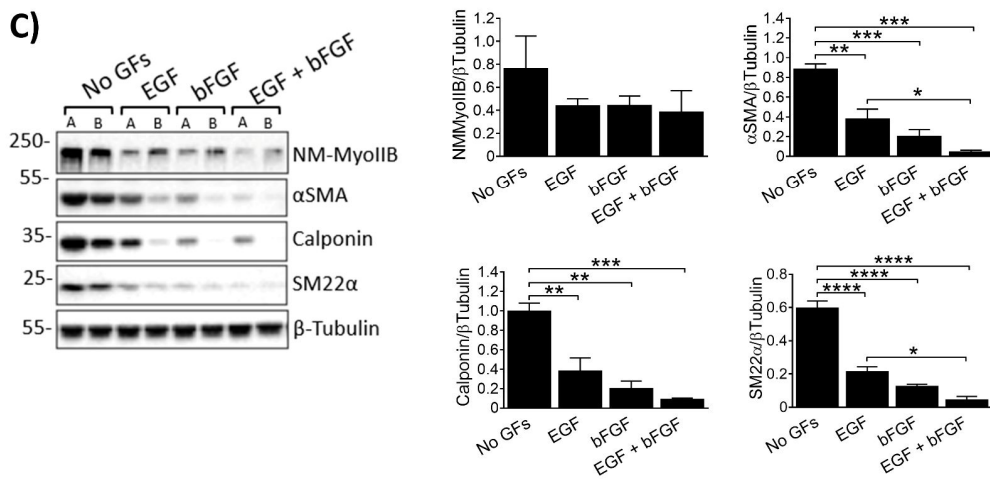 C)
No GFs EGF bFGF EGF + bFGF
A B A B A B A B
250- NM-MyoIIB
55- αSMA
35- Calponin
25- SM22α
55- β-Tubulin
NMMyoIIB/βTubulin
1.2
1.0
0.8
0.6
0.4
0.2
0
No GFs EGF bFGF EGF + bFGF
αSMA/βTubulin
1.2
1.0
0.8
0.6
0.4
0.2
0
***
***
**
*
No GFs EGF bFGF EGF + bFGF
Calponin/βTubulin
1.4
1.2
1.0
0.8
0.6
0.4
0.2
0
***
**
**
No GFs EGF bFGF EGF + bFGF
SM22α/βTubulin
0.8
0.6
0.4
0.2
0
****
****
****
*
No GFs EGF bFGF EGF + bFGF